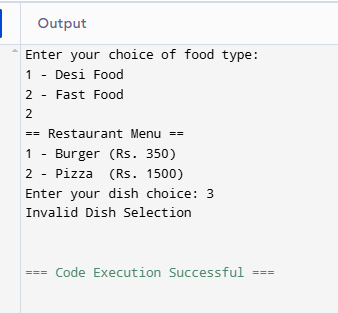 Output
Enter your choice of food type:
1 - Desi Food
2 - Fast Food
2
== Restaurant Menu ==
1 - Burger (Rs. 350)
2 - Pizza  (Rs. 1500)
Enter your dish choice: 3
Invalid Dish Selection
=== Code Execution Successful ===